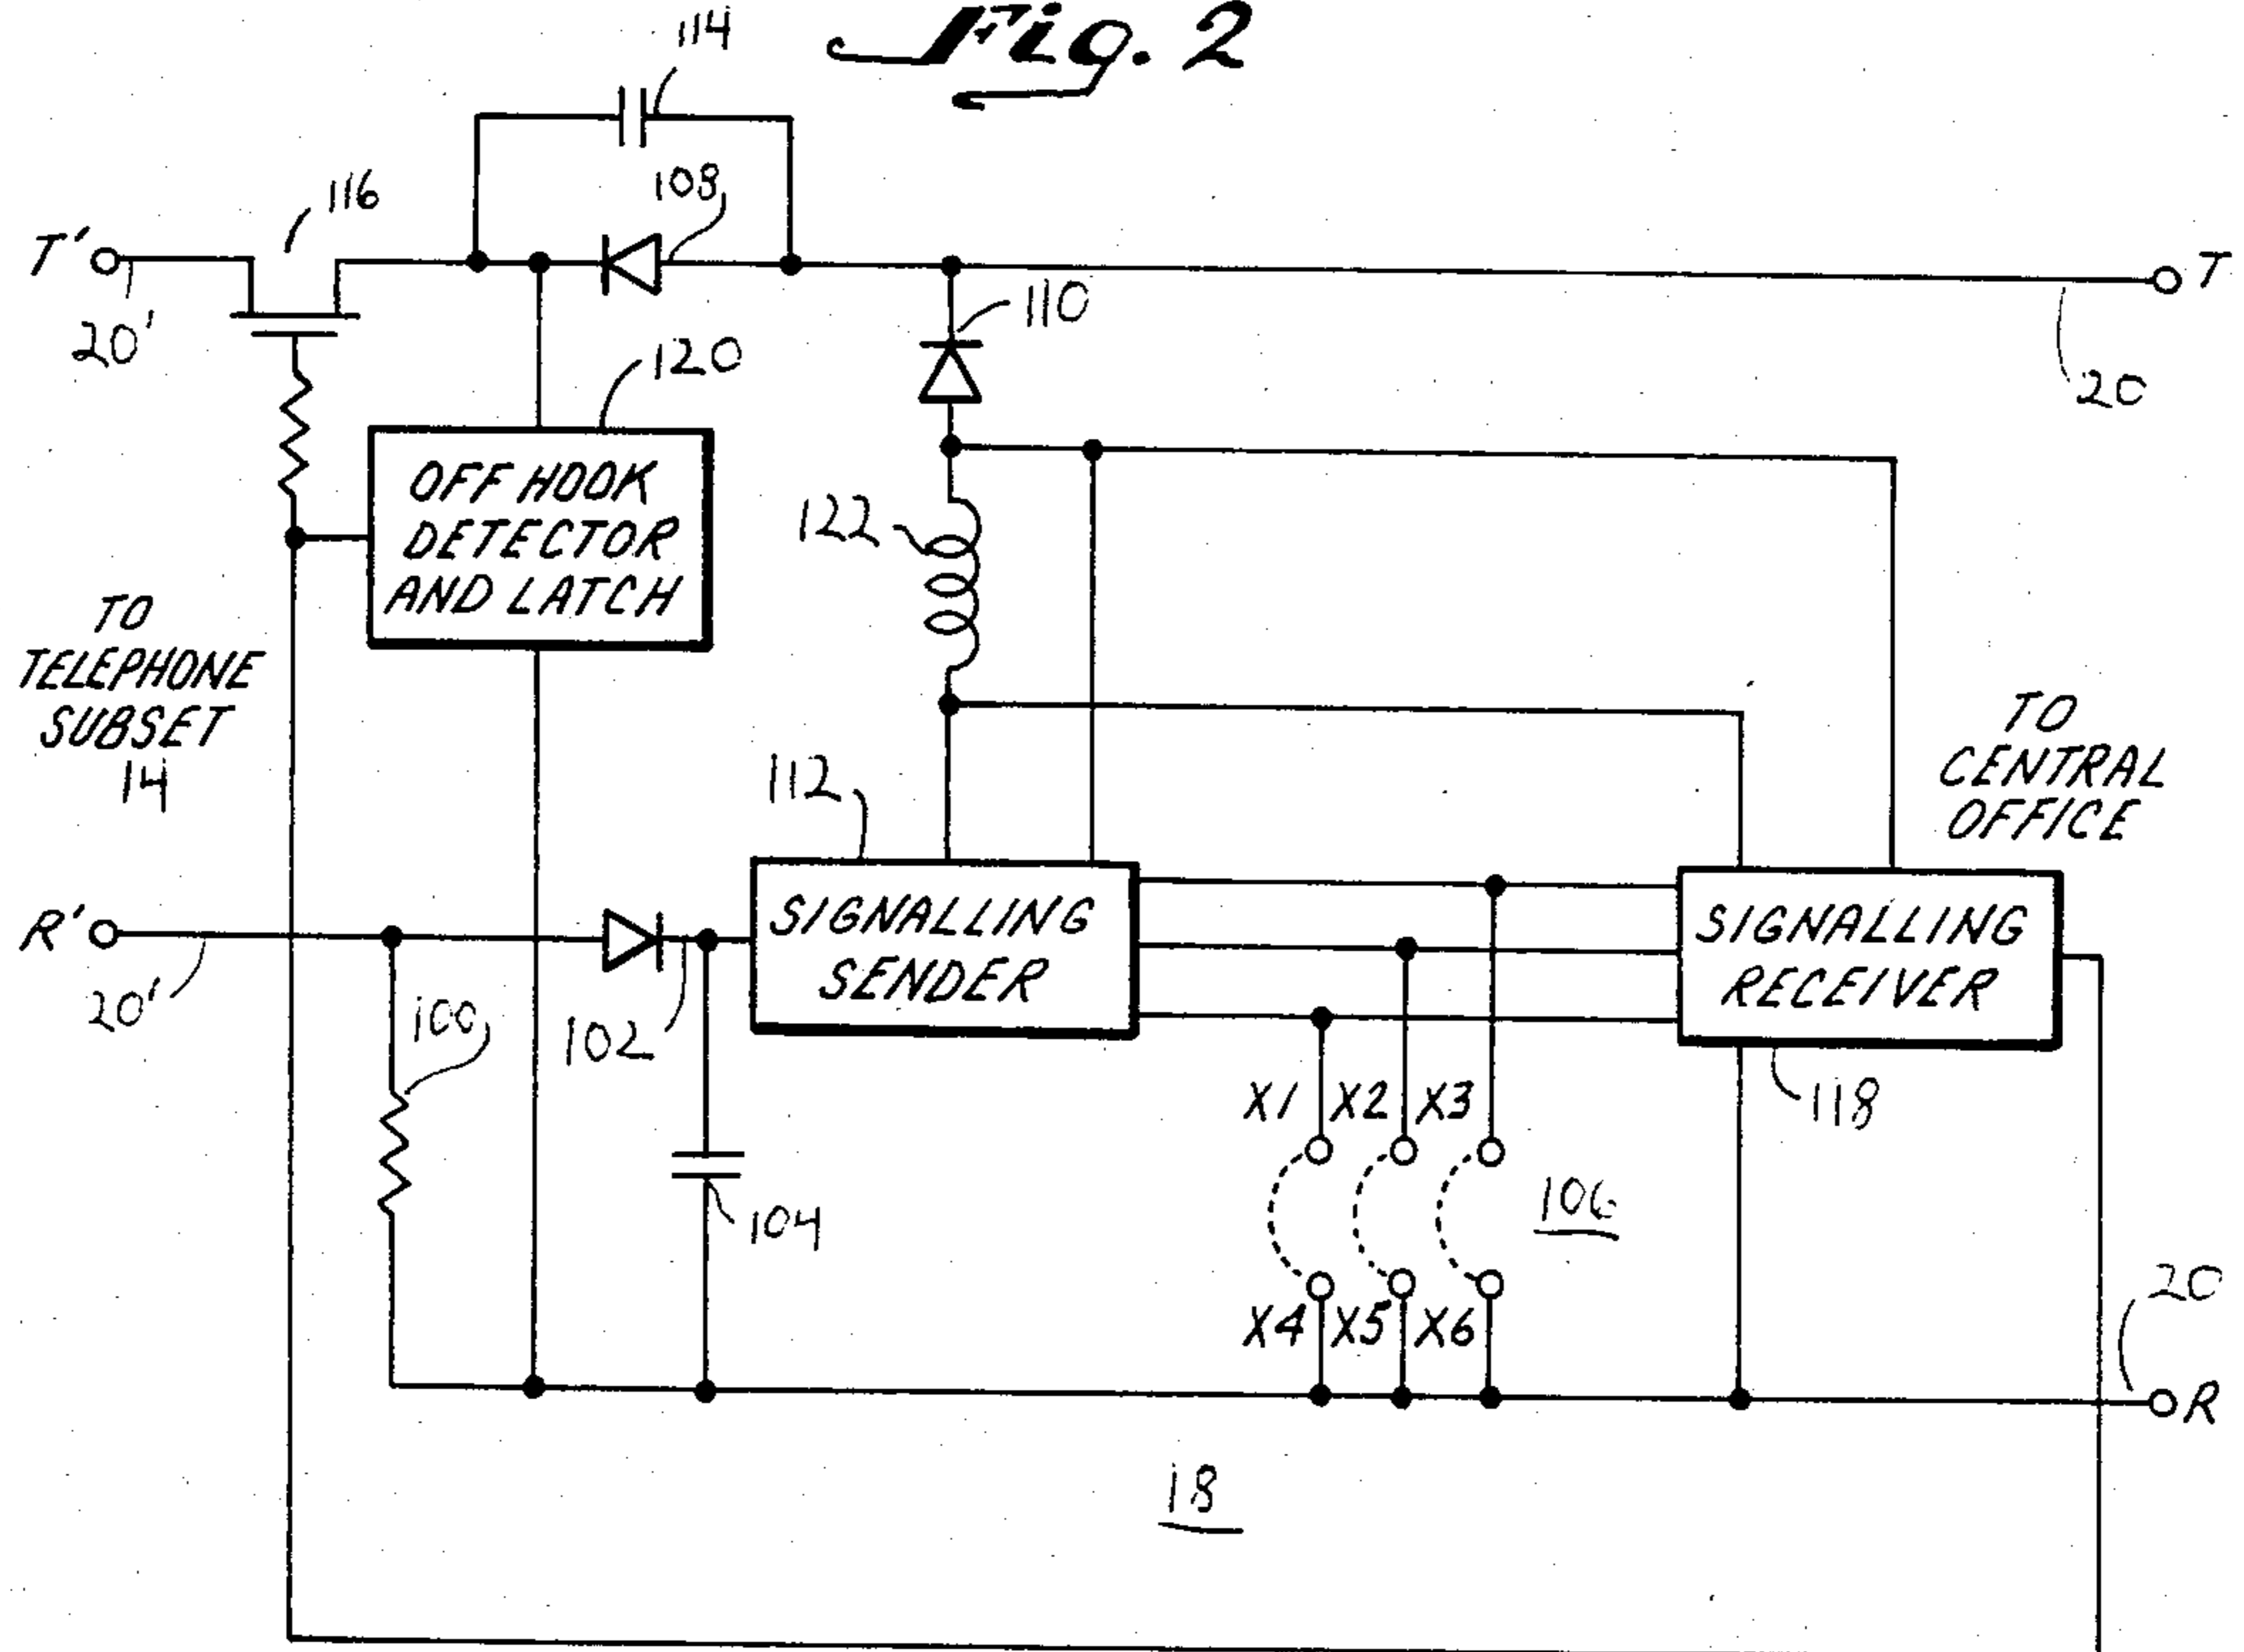 Fig. 2
114
108
116
T'
T
20'
110
120
20
OFF HOOK
DETECTOR
AND LATCH
122
TO
TELEPHONE
SUBSET
14
TO
CENTRAL
OFFICE
112
R'
SIGNALLING
SENDER
SIGNALLING
RECEIVER
20'
100
102
X1 X2 X3
118
104
106
X4 X5 X6
20
R
18